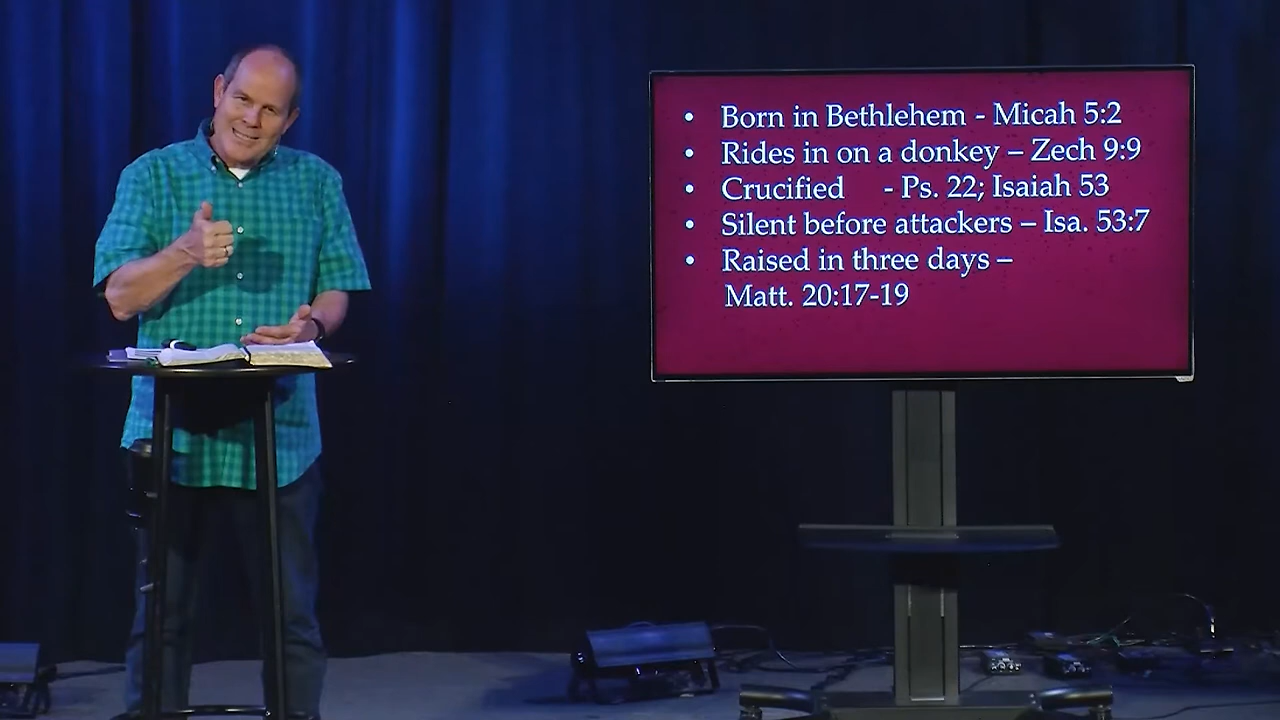 • Born in Bethlehem - Micah 5:2
• Rides in on a donkey – Zech 9:9
• Crucified - Ps. 22; Isaiah 53
• Silent before attackers – Isa. 53:7
• Raised in three days –
Matt. 20:17-19